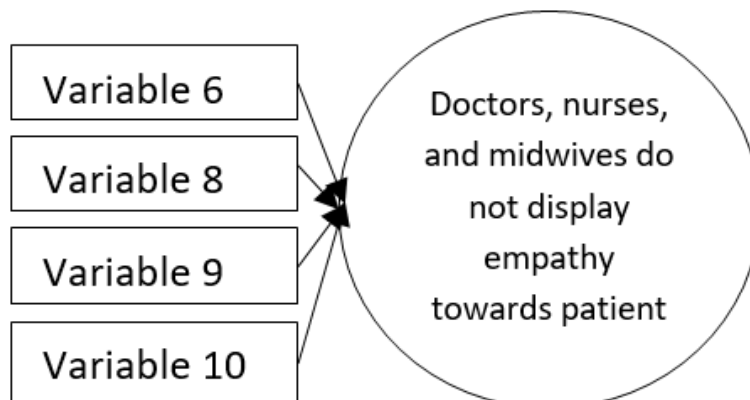 Variable 6
Variable 8
Variable 9
Variable 10
Doctors, nurses,
and midwives do
not display
empathy
towards patient